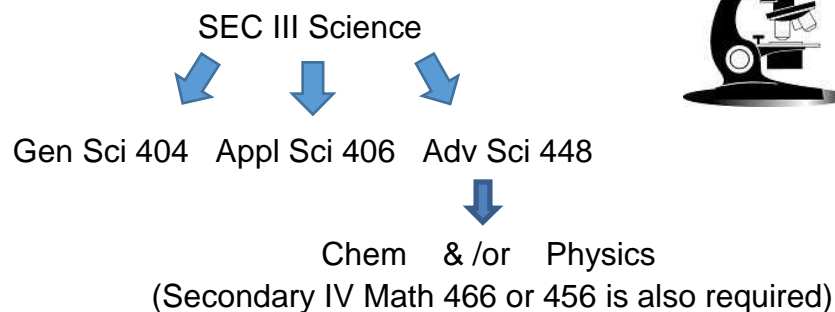 SEC III Science
Gen Sci 404 Appl Sci 406 Adv Sci 448
Chem & /or Physics
(Secondary IV Math 466 or 456 is also required)